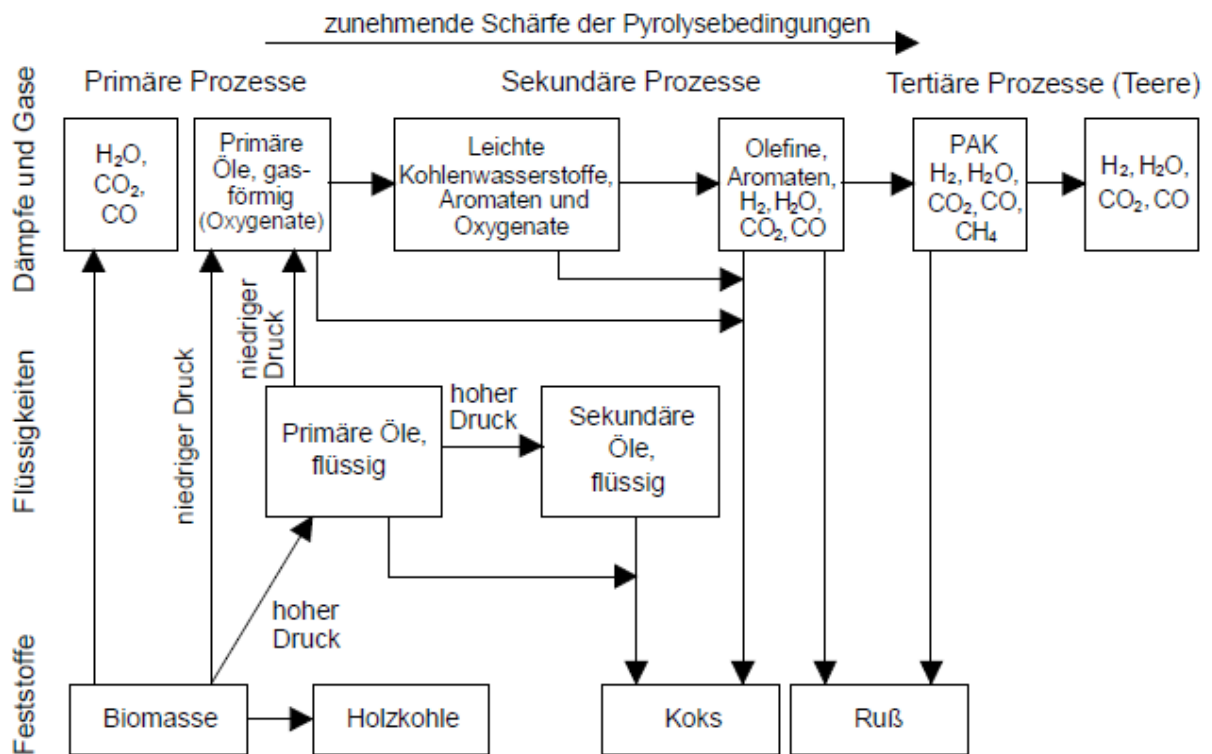 zunehmende Schärfe der Pyrolysebedingungen
Primäre Prozesse
Sekundäre Prozesse
Tertiäre Prozesse (Teere)
Dämpfe und Gase
H₂O,
CO₂,
CO
Primäre
Öle, gas-
förmig
(Oxygenate)
Leichte
Kohlenwasserstoffe,
Aromaten und
Oxygenate
Olefine,
Aromaten,
H₂, H₂O,
CO₂, CO
PAK
H₂, H₂O,
CO₂, CO,
CH₄
H₂, H₂O,
CO₂, CO
niedriger Druck
niedriger
Druck
Flüssigkeiten
Primäre Öle,
flüssig
hoher
Druck
Sekundäre
Öle,
flüssig
hoher
Druck
Feststoffe
Biomasse
Holzkohle
Koks
Ruß